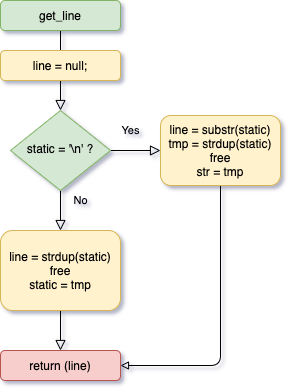 get_line
line = null;
static = '\n' ?
Yes
line = substr(static)
tmp = strdup(static)
free
str = tmp
No
line = strdup(static)
free
static = tmp
return (line)